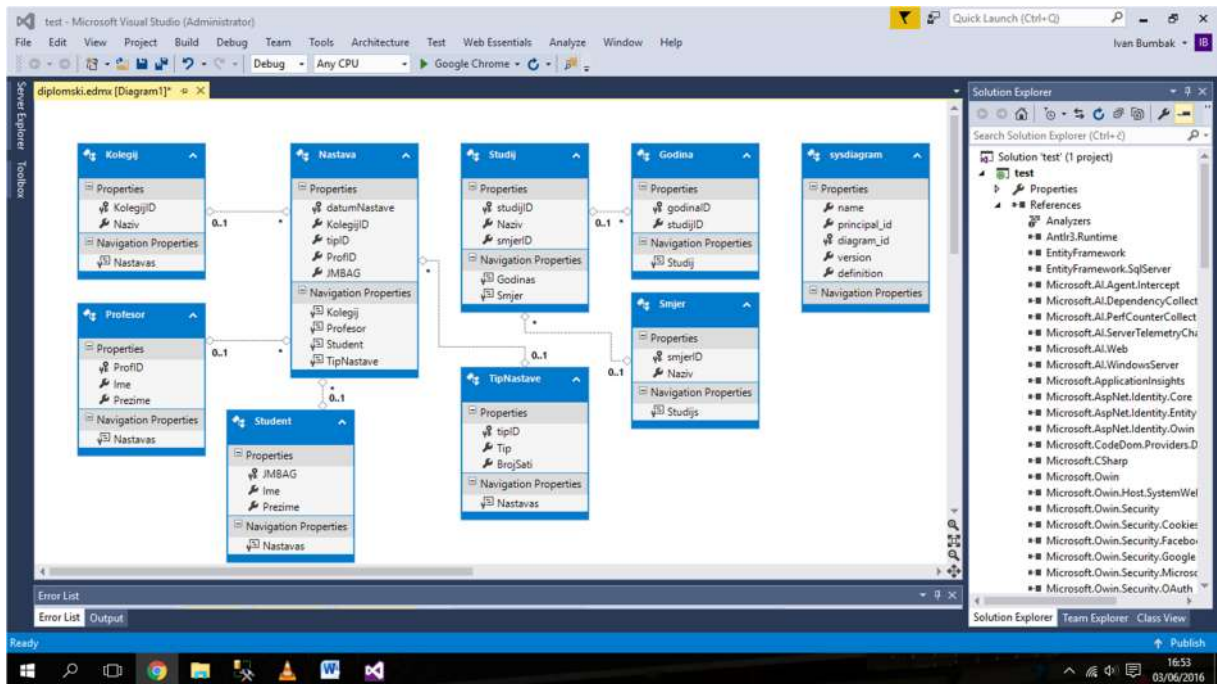 test - Microsoft Visual Studio (Administrator)
Quick Launch (Ctrl+Q)
File Edit View Project Build Debug Team Tools Architecture Test Web Essentials Analyze Window Help
Ivan Bumbak
IB
Debug Any CPU Google Chrome
Server Explorer
Toolbox
diplomski.edmx [Diagram1]*
Kolegij
Properties
KolegijID
Naziv
Navigation Properties
Nastavas
0..1 *
Nastava
Properties
datumNastave
KolegijID
tipID
ProfID
JMBAG
Navigation Properties
Kolegij
Profesor
Student
TipNastave
Studij
Properties
studijID
Naziv
smjerID
Navigation Properties
Godinas
Smjer
0..1 *
Godina
Properties
godinaID
studijID
Navigation Properties
Studij
sysdiagram
Properties
name
principal_id
diagram_id
version
definition
Navigation Properties
Profesor
Properties
ProfID
Ime
Prezime
Navigation Properties
Nastavas
0..1 *
*
0..1
Student
Properties
JMBAG
Ime
Prezime
Navigation Properties
Nastavas
*
0..1
TipNastave
Properties
tipID
Tip
BrojSati
Navigation Properties
Nastavas
*
0..1
Smjer
Properties
smjerID
Naziv
Navigation Properties
Studijs
Error List
Error List Output
Solution Explorer
Search Solution Explorer (Ctrl+č)
Solution 'test' (1 project)
test
Properties
References
Analyzers
Antlr3.Runtime
EntityFramework
EntityFramework.SqlServer
Microsoft.AI.Agent.Intercept
Microsoft.AI.DependencyCollect
Microsoft.AI.PerfCounterCollect
Microsoft.AI.ServerTelemetryCha
Microsoft.AI.Web
Microsoft.AI.WindowsServer
Microsoft.ApplicationInsights
Microsoft.AspNet.Identity.Core
Microsoft.AspNet.Identity.Entity
Microsoft.AspNet.Identity.Owin
Microsoft.CodeDom.Providers.D
Microsoft.CSharp
Microsoft.Owin
Microsoft.Owin.Host.SystemWel
Microsoft.Owin.Security
Microsoft.Owin.Security.Cookies
Microsoft.Owin.Security.Facebo
Microsoft.Owin.Security.Google
Microsoft.Owin.Security.Microsc
Microsoft.Owin.Security.OAuth
Solution Explorer Team Explorer Class View
Ready
Publish
16:53
03/06/2016